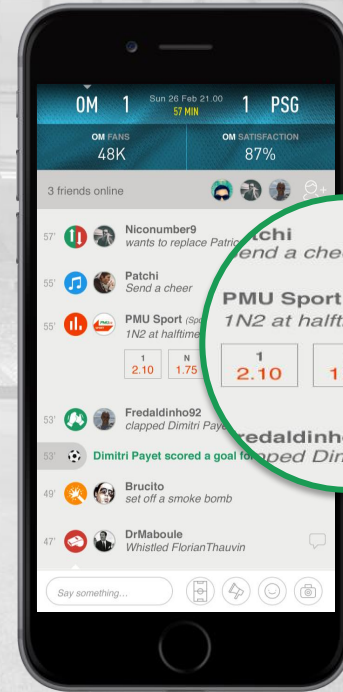 OM 1 Sun 26 Feb 21.00 1 PSG
57 MIN
OM FANS OM SATISFACTION
48K 87%
3 friends online
57' Niconumber9
wants to replace Patric
55' Patchi
Send a cheer
55' PMU Sport (Spo
1N2 at halftime
1 N
2.10 1.75
53' Fredaldinho92
clapped Dimitri Paye
53' Dimitri Payet scored a goal fo
49' Brucito
set off a smoke bomb
47' DrMaboule
Whistled FlorianThauvin
Say something...
tchi
end a chee
PMU Sport
1N2 at halfti
1
2.10 1
redaldinho
pped Dim